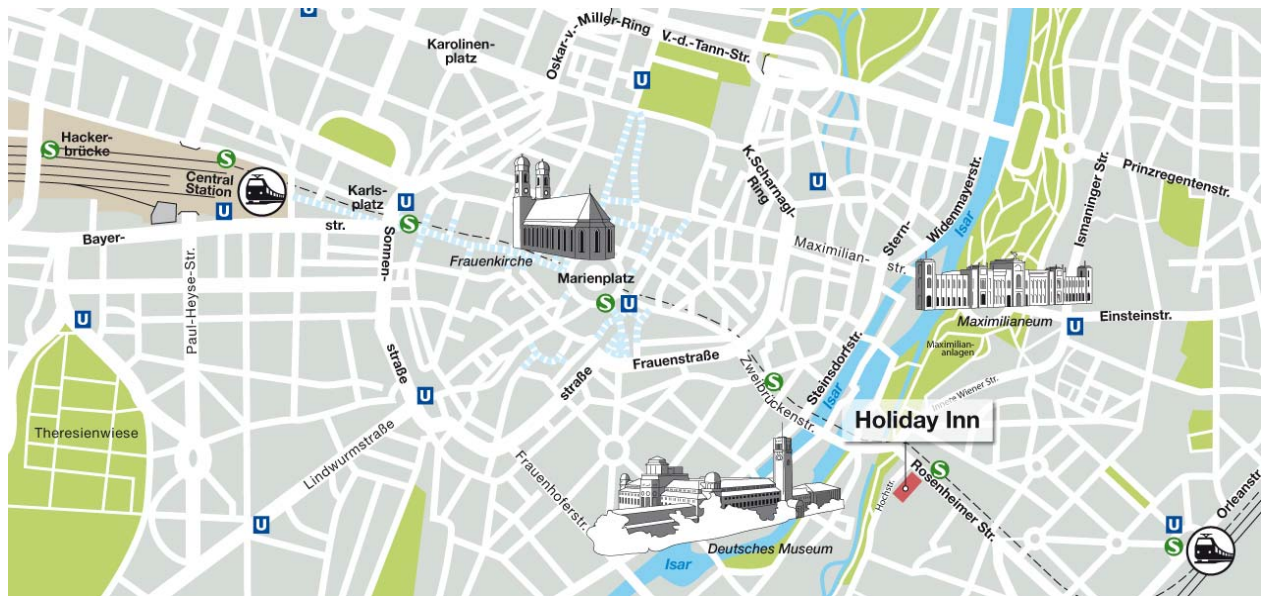 U
Oskar-v.-Miller-Ring
V.-d.-Tann-Str.
Karolinen-
platz
U
U
Hacker-
brücke
S
S
Central
Station
U
Karls-
platz
U
S
K.Scharnagl-
Ring
U
Widenmayerstr.
Isar
Ismaninger Str.
Prinzregentenstr.
Bayer-
str.
Sonnen-
straße
Frauenkirche
Marienplatz
S
U
Maximilian-
str.
Stern-
Paul-Heyse-Str.
U
Maximilianeum
U
Einsteinstr.
Maximilian-
anlagen
Frauenstraße
straße
Zweibrückenstr.
S
Steinsdorfstr.
Isar
Innere Wiener Str.
U
Theresienwiese
Lindwurmstraße
Holiday Inn
Frauenhoferstr.
Hochstr.
Rosenheimer Str.
S
Orleanstr.
U
U
S
Deutsches Museum
Isar